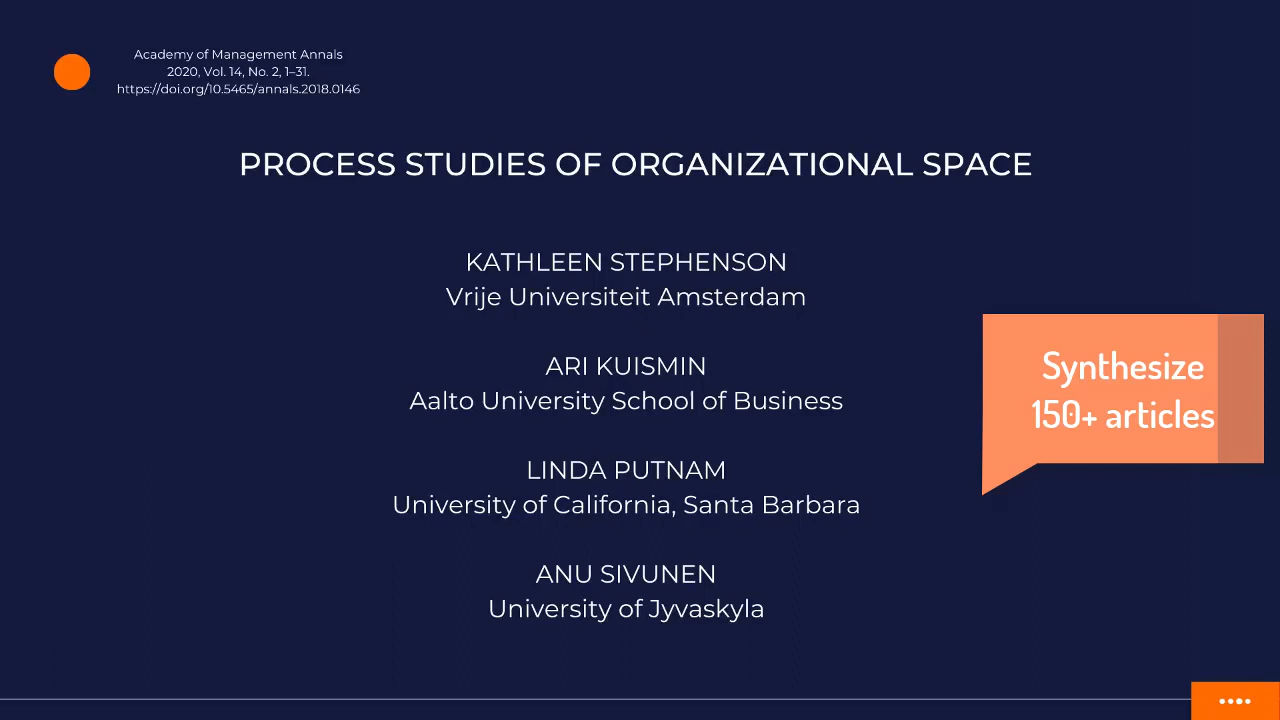 Academy of Management Annals
2020, Vol. 14, No. 2, 1–31.
https://doi.org/10.5465/annals.2018.0146
PROCESS STUDIES OF ORGANIZATIONAL SPACE
KATHLEEN STEPHENSON
Vrije Universiteit Amsterdam
ARI KUISMIN
Aalto University School of Business
LINDA PUTNAM
University of California, Santa Barbara
ANU SIVUNEN
University of Jyvaskyla
Synthesize
150+ articles